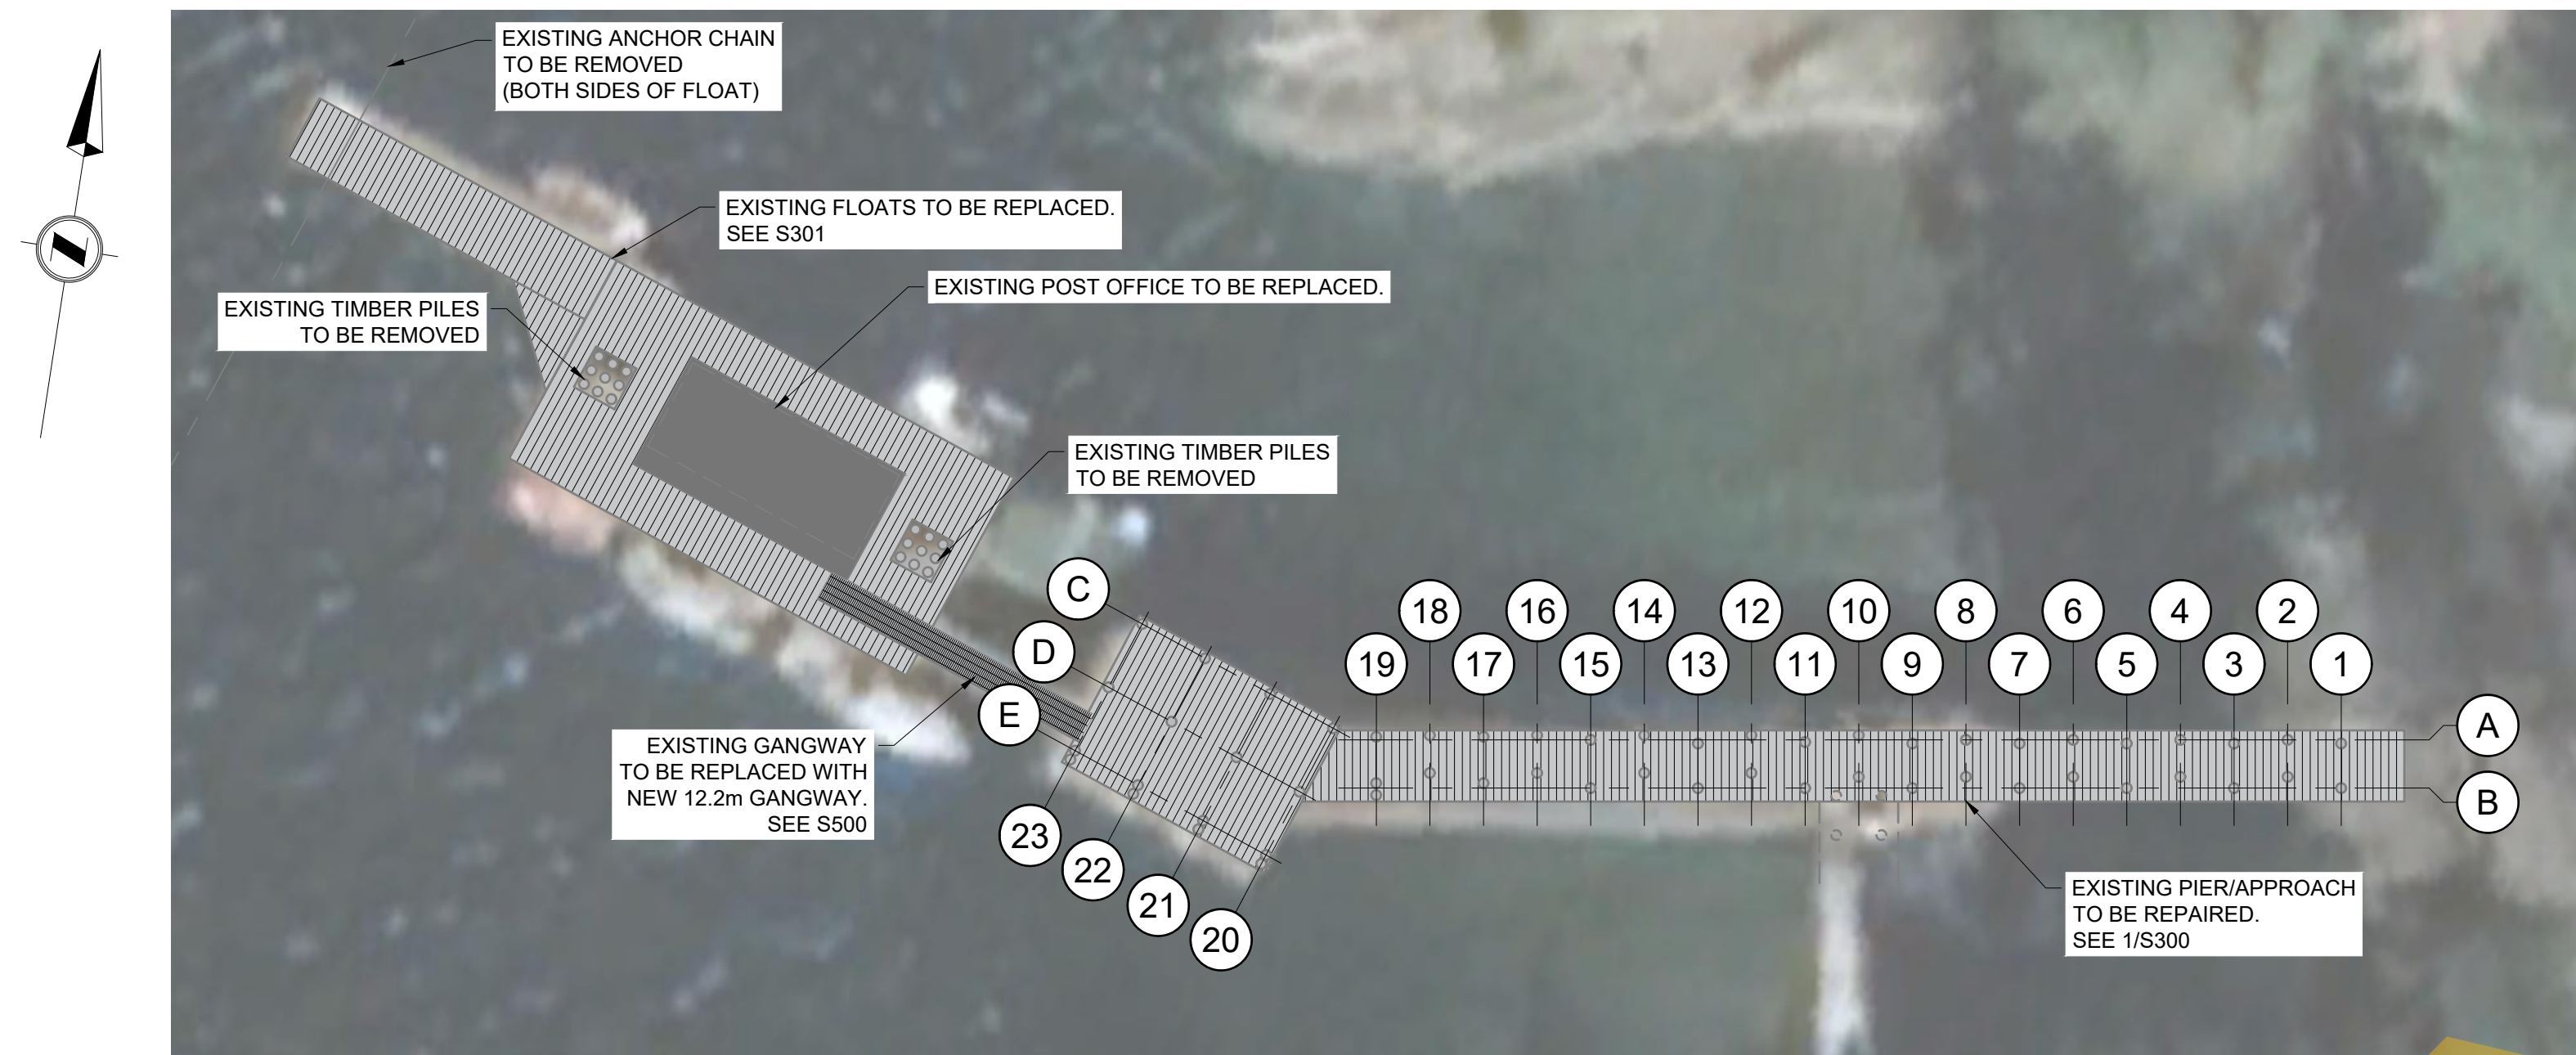 EXISTING ANCHOR CHAIN
TO BE REMOVED
(BOTH SIDES OF FLOAT)
EXISTING FLOATS TO BE REPLACED.
SEE S301
EXISTING POST OFFICE TO BE REPLACED.
EXISTING TIMBER PILES
TO BE REMOVED
EXISTING TIMBER PILES
TO BE REMOVED
C
D
E
18
16
14
12
10
8
6
4
2
19
17
15
13
11
9
7
5
3
1
A
B
EXISTING GANGWAY
TO BE REPLACED WITH
NEW 12.2m GANGWAY.
SEE S500
23
22
21
20
EXISTING PIER/APPROACH
TO BE REPAIRED.
SEE 1/S300